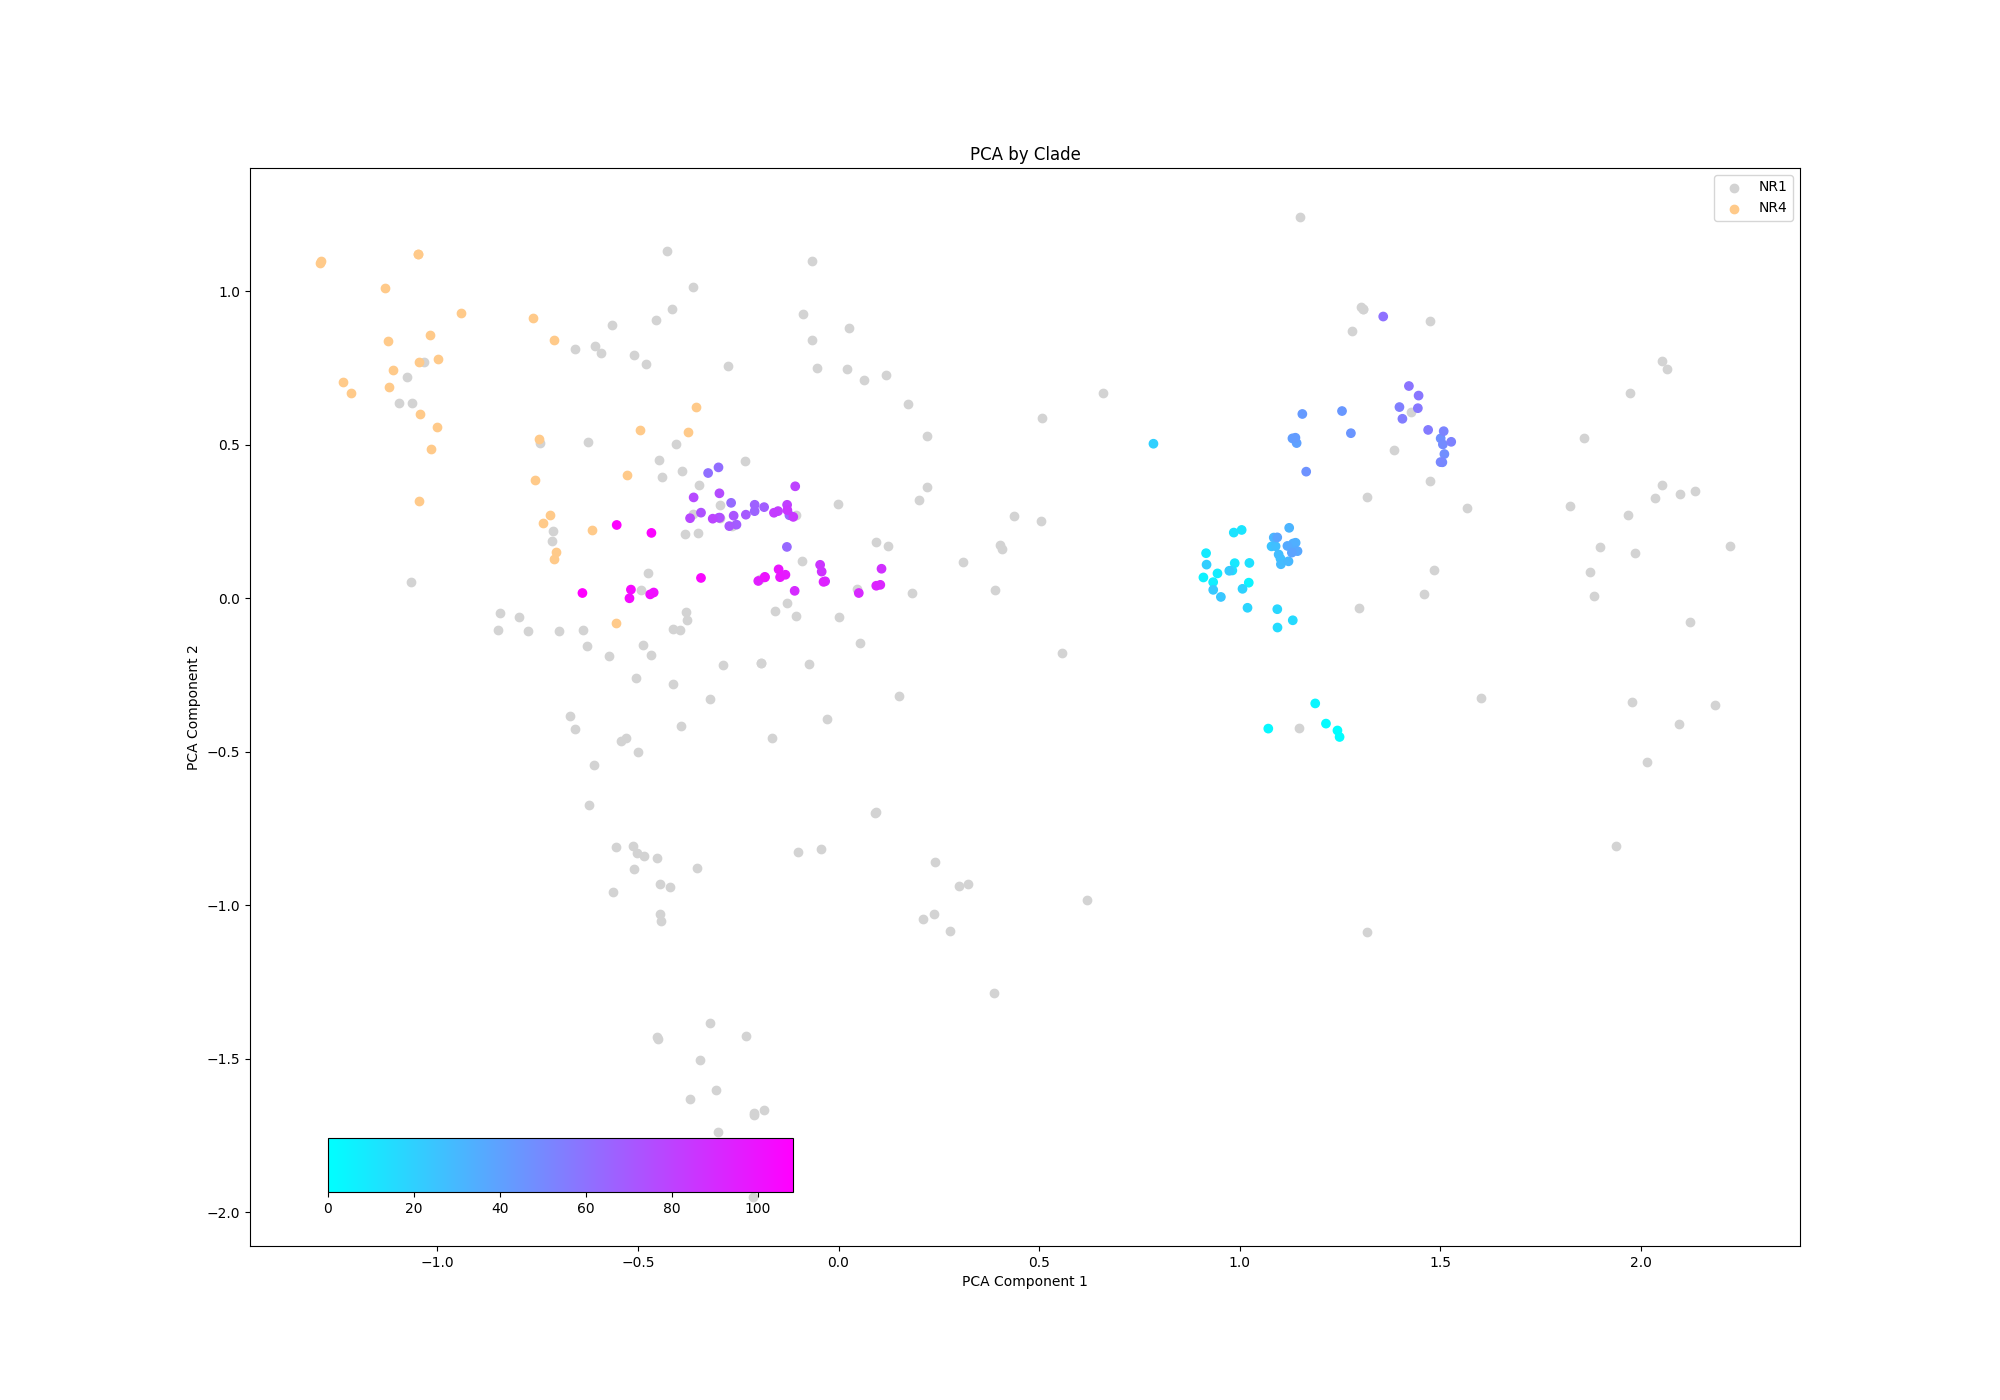 PCA by Clade
NR1
NR4
1.0
0.5
0.0
−0.5
−1.0
−1.5
−2.0
PCA Component 2
0 20 40 60 80 100
−1.0 −0.5 0.0 0.5 1.0 1.5 2.0
PCA Component 1